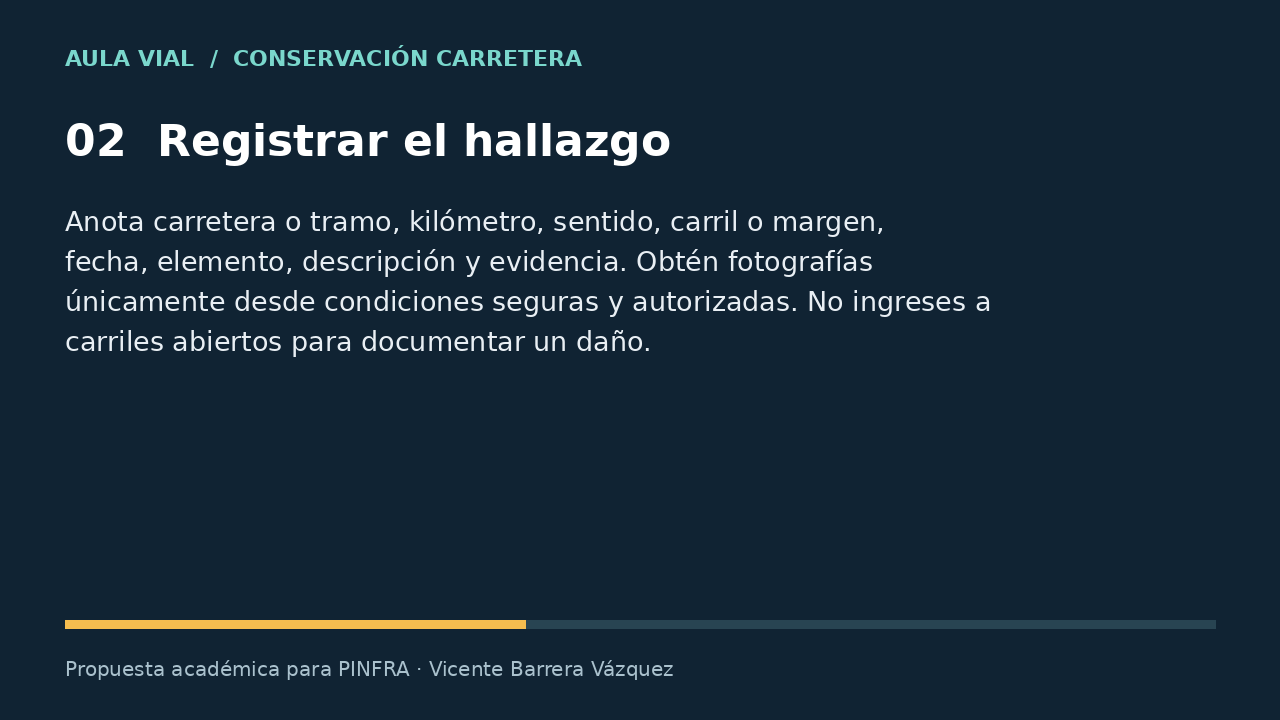 AULA VIAL / CONSERVACIÓN CARRETERA
02 Registrar el hallazgo
Anota carretera o tramo, kilómetro, sentido, carril o margen,
fecha, elemento, descripción y evidencia. Obtén fotografías
únicamente desde condiciones seguras y autorizadas. No ingreses a
carriles abiertos para documentar un daño.
Propuesta académica para PINFRA · Vicente Barrera Vázquez